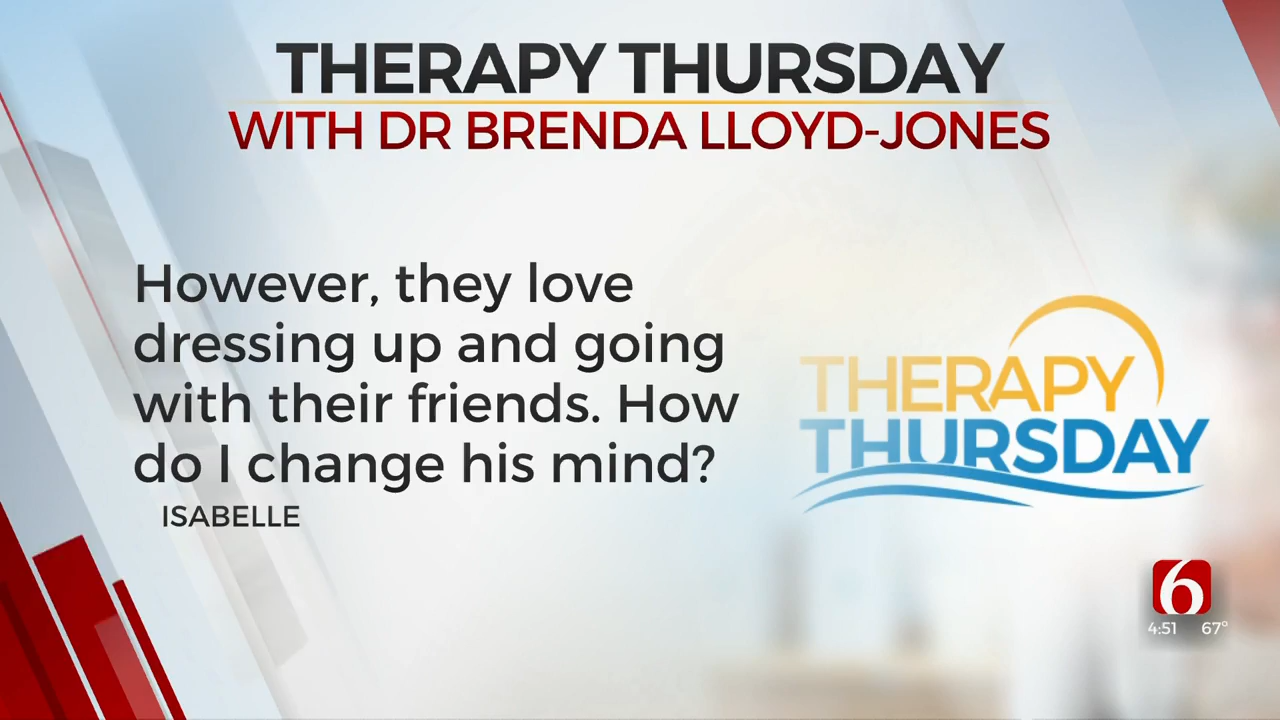 THERAPY THURSDAY
WITH DR BRENDA LLOYD-JONES
However, they love
dressing up and going
with their friends. How
do I change his mind?
ISABELLE
THERAPY
THURSDAY
6
4:51 67°